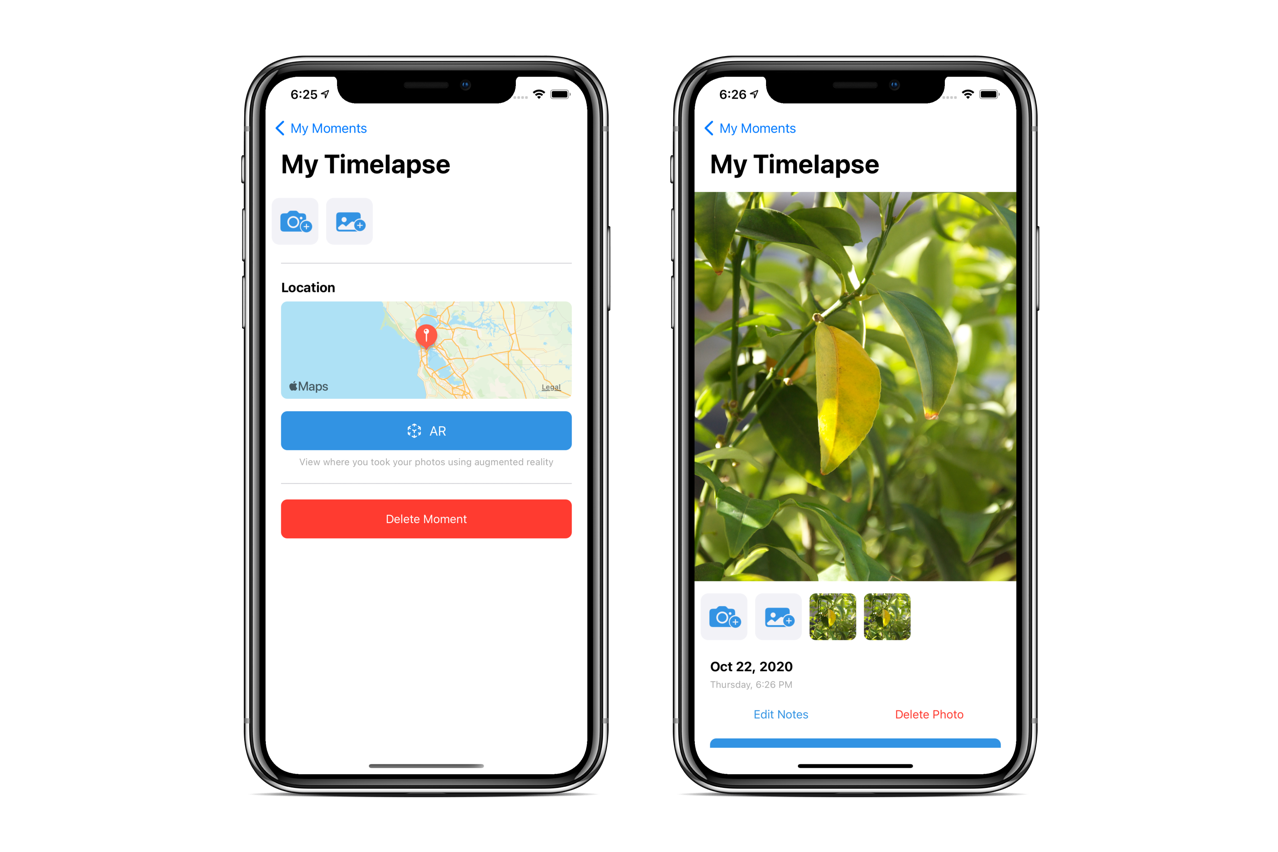 6:25
My Moments
My Timelapse
Location
Maps
Legal
AR
View where you took your photos using augmented reality
Delete Moment
6:26
My Moments
My Timelapse
Oct 22, 2020
Thursday, 6:26 PM
Edit Notes
Delete Photo